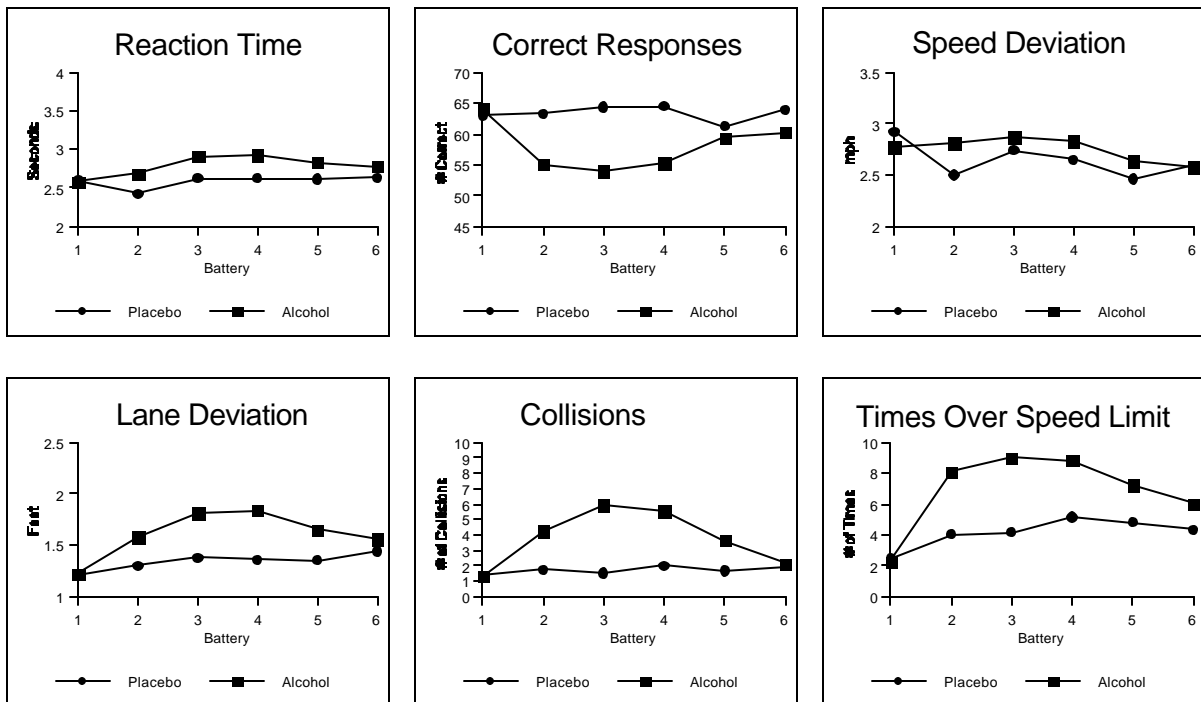 Reaction Time
Seconds
4
3.5
3
2.5
2
1 2 3 4 5 6
Battery
Placebo Alcohol
Correct Responses
# Correct
70
65
60
55
50
45
1 2 3 4 5 6
Battery
Placebo Alcohol
Speed Deviation
mph
3.5
3
2.5
2
1 2 3 4 5 6
Battery
Placebo Alcohol
Lane Deviation
Feet
2.5
2
1.5
1
1 2 3 4 5 6
Battery
Placebo Alcohol
Collisions
# of Collisions
10
9
8
7
6
5
4
3
2
1
0
1 2 3 4 5 6
Battery
Placebo Alcohol
Times Over Speed Limit
# of Times
10
8
6
4
2
0
1 2 3 4 5 6
Battery
Placebo Alcohol